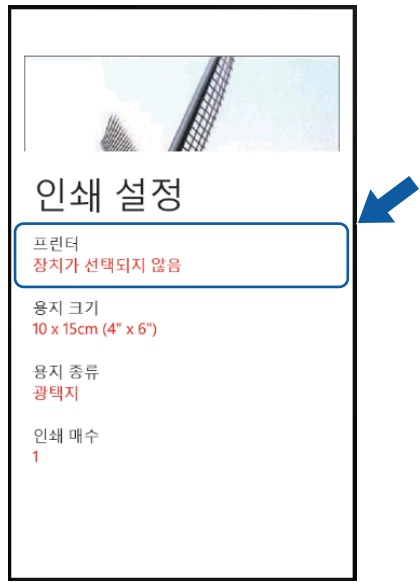 인쇄 설정
프린터
장치가 선택되지 않음
용지 크기
10 x 15cm (4" x 6")
용지 종류
광택지
인쇄 매수
1